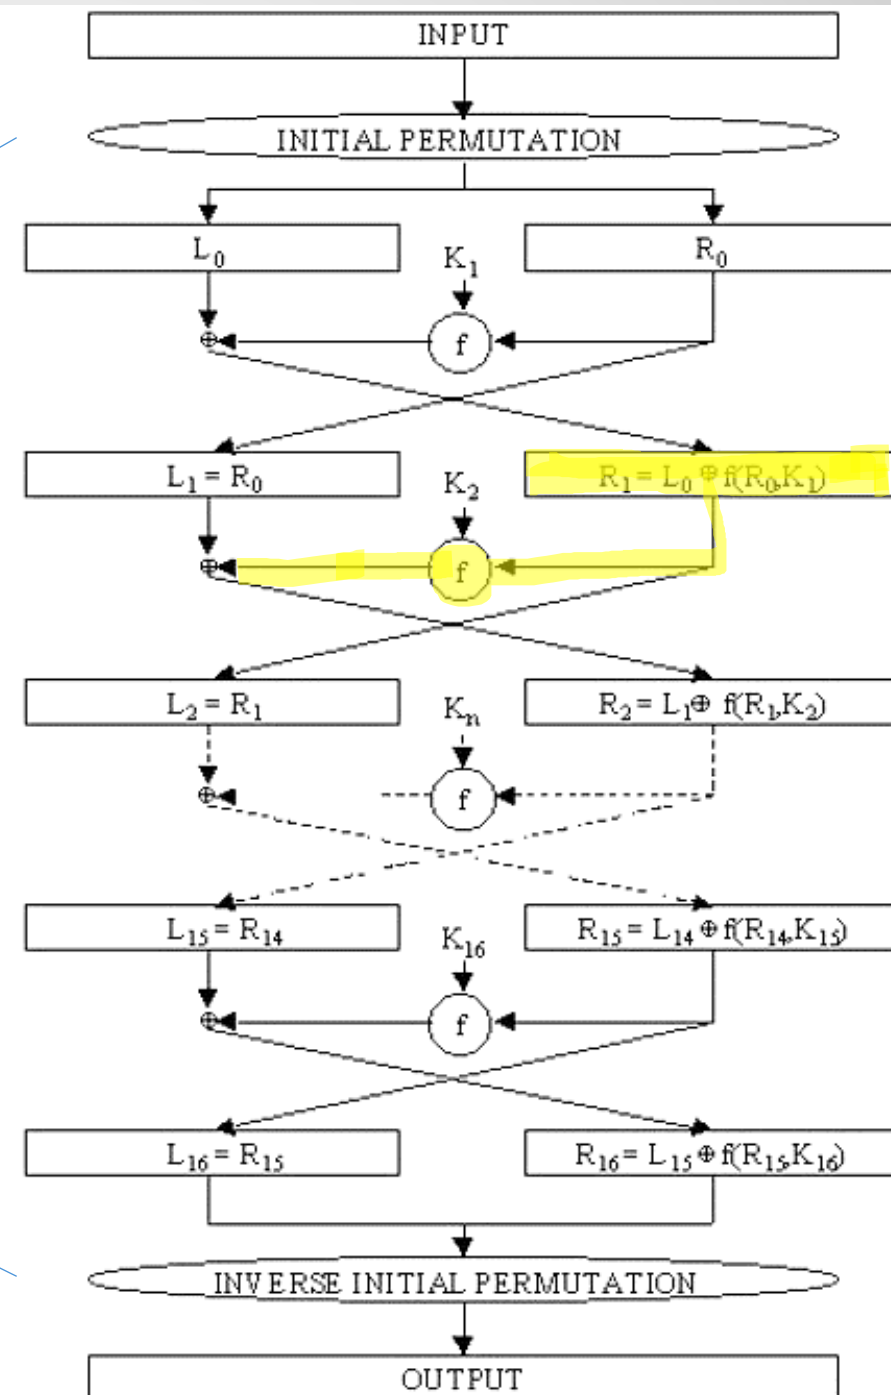 INPUT
INITIAL PERMUTATION
L₀
K₁
R₀
f
L₁ = R₀
K₂
R₁ = L₀ ⊕ f(R₀,K₁)
f
L₂ = R₁
Kₙ
R₂ = L₁⊕ f(R₁,K₂)
f
L₁₅ = R₁₄
K₁₆
R₁₅ = L₁₄ ⊕ f(R₁₄,K₁₅)
f
L₁₆ = R₁₅
R₁₆ = L₁₅ ⊕ f(R₁₅,K₁₆)
INVERSE INITIAL PERMUTATION
OUTPUT